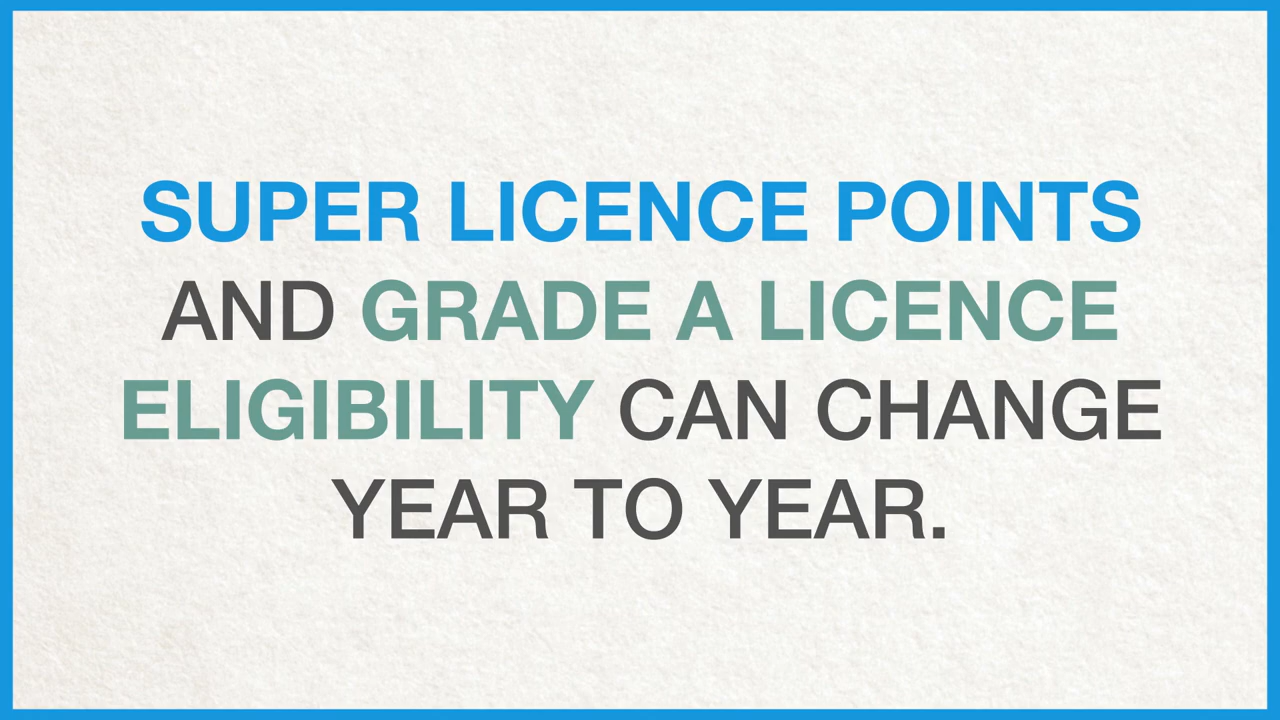 SUPER LICENCE POINTS
AND GRADE A LICENCE
ELIGIBILITY CAN CHANGE
YEAR TO YEAR.